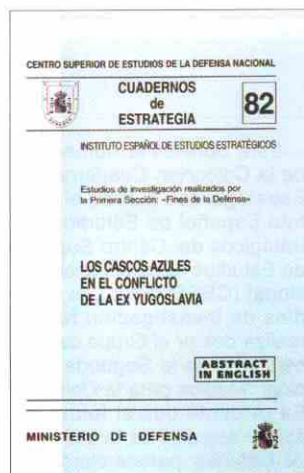 CENTRO SUPERIOR DE ESTUDIOS DE LA DEFENSA NACIONAL
CUADERNOS
de
ESTRATEGIA
82
INSTITUTO ESPAÑOL DE ESTUDIOS ESTRATÉGICOS
Estudios de investigación realizados por
la Primera Sección: «Fines de la Defensa»
LOS CASCOS AZULES
EN EL CONFLICTO
DE LA EX YUGOSLAVIA
ABSTRACT
IN ENGLISH
MINISTERIO DE DEFENSA